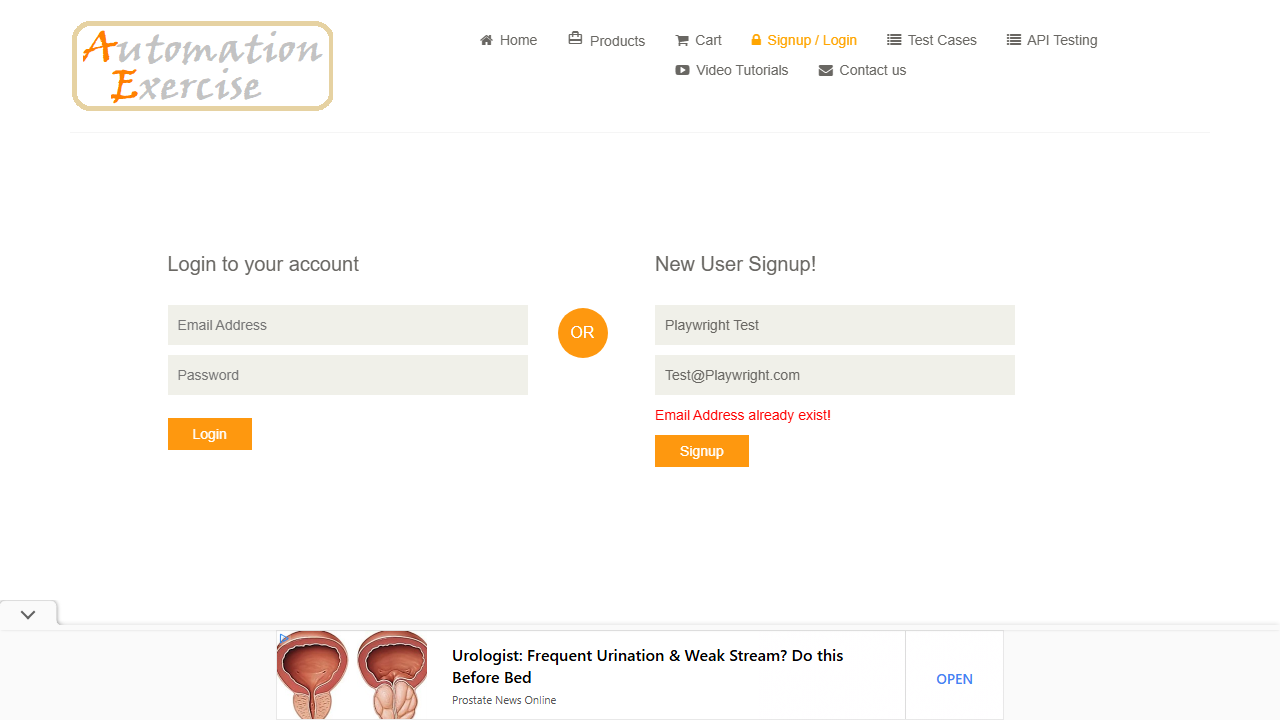 Automation
Exercise
Home
Products
Cart
Signup / Login
Test Cases
API Testing
Video Tutorials
Contact us
Login to your account
Email Address
Password
Login
OR
New User Signup!
Playwright Test
Test@Playwright.com
Email Address already exist!
Signup
Urologist: Frequent Urination & Weak Stream? Do this
Before Bed
Prostate News Online
OPEN